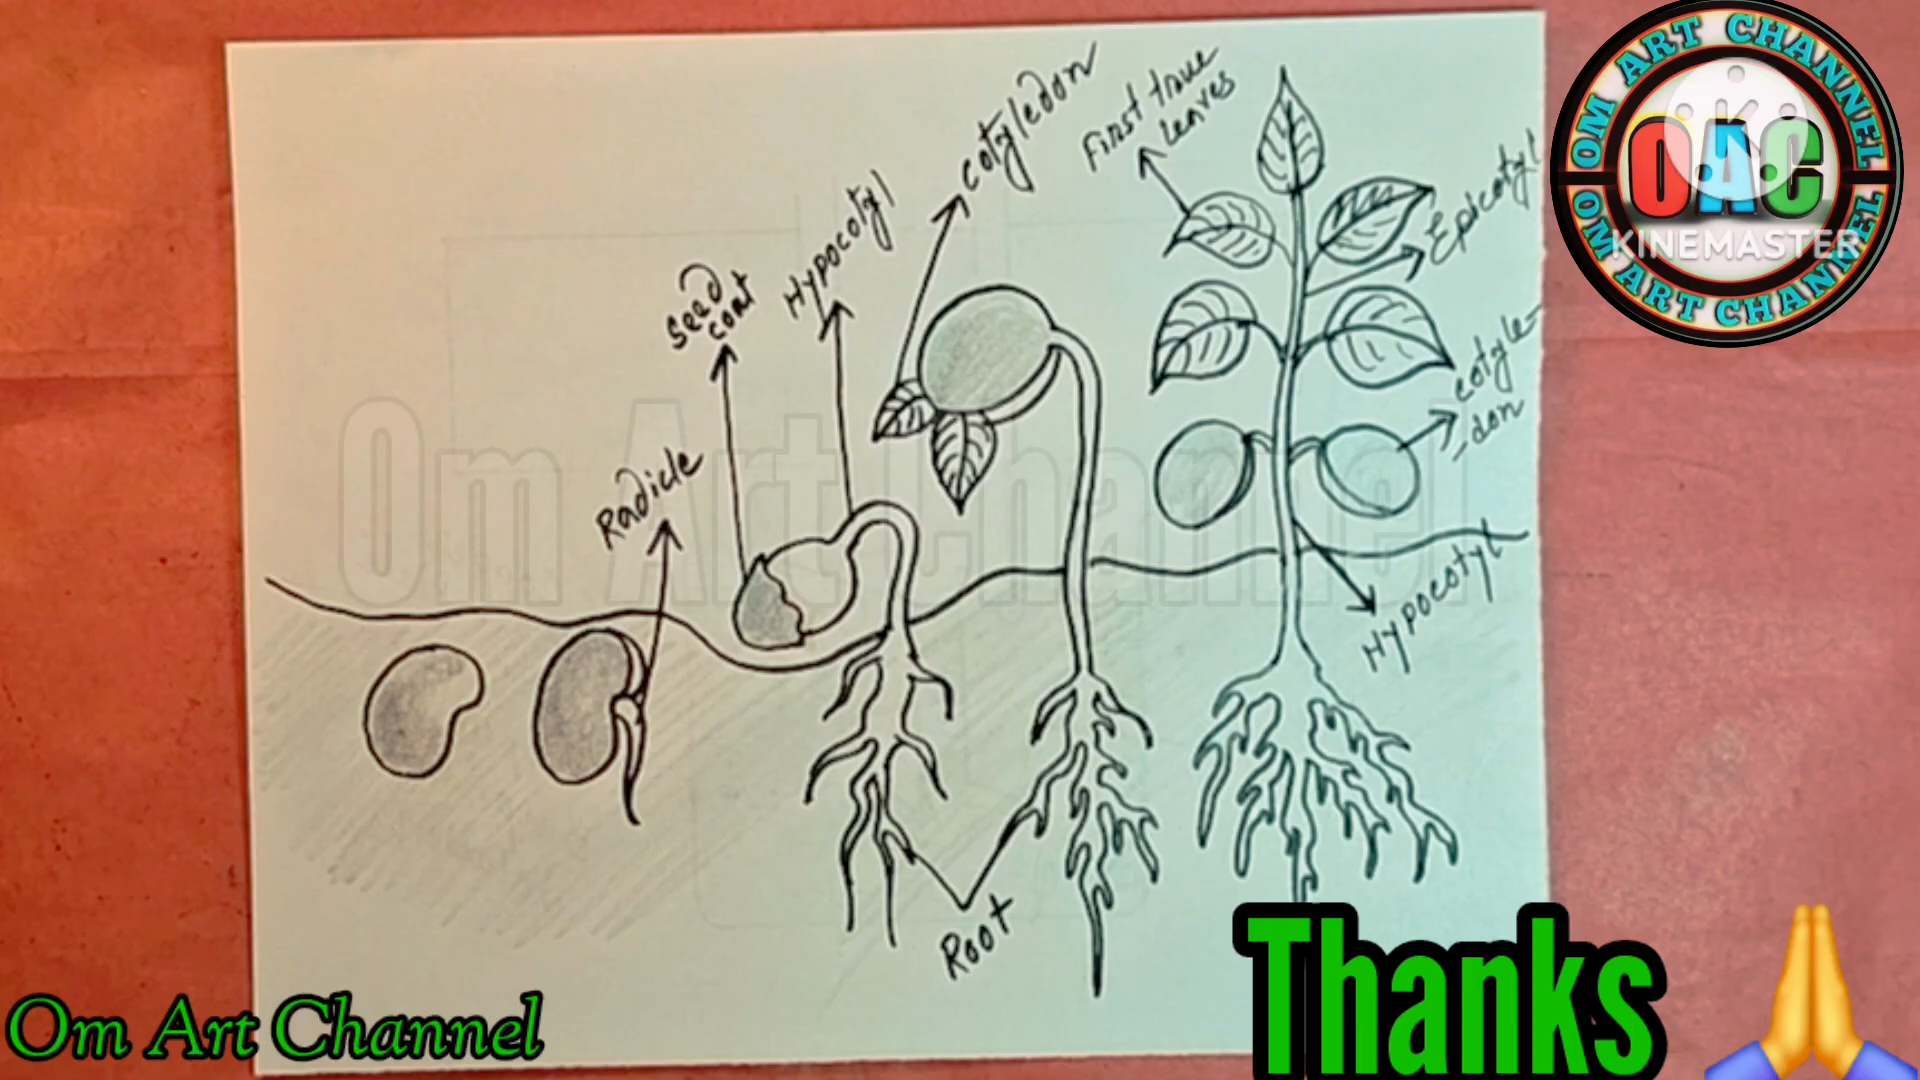 First true
leaves
cotyledon
Epicotyl
Hypocotyl
seed
coat
cotyle-
-don
Radicle
Hypocotyl
Root
OM ART CHANNEL
OAC
KINEMASTER
OM ART CHANNEL
Om Art Channel
Om Art Channel
Thanks